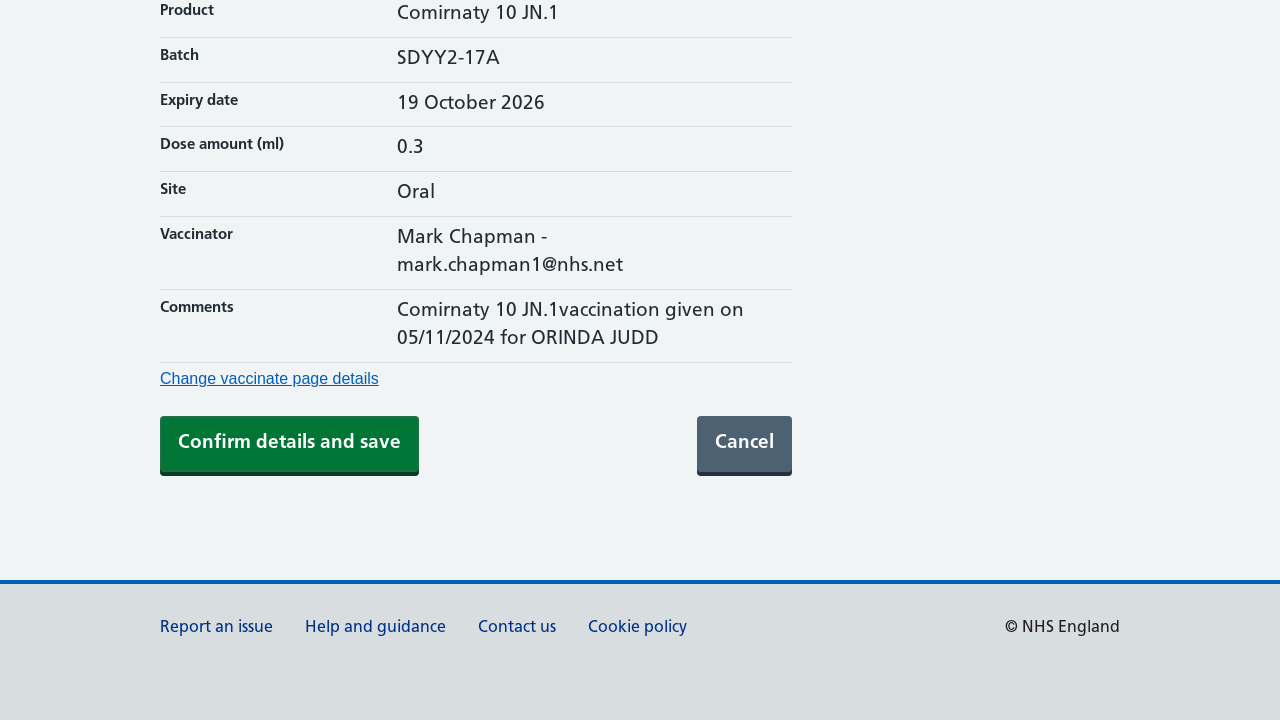 Product
Comirnaty 10 JN.1
Batch
SDYY2-17A
Expiry date
19 October 2026
Dose amount (ml)
0.3
Site
Oral
Vaccinator
Mark Chapman -
mark.chapman1@nhs.net
Comments
Comirnaty 10 JN.1vaccination given on
05/11/2024 for ORINDA JUDD
Change vaccinate page details
Confirm details and save
Cancel
Report an issue
Help and guidance
Contact us
Cookie policy
© NHS England